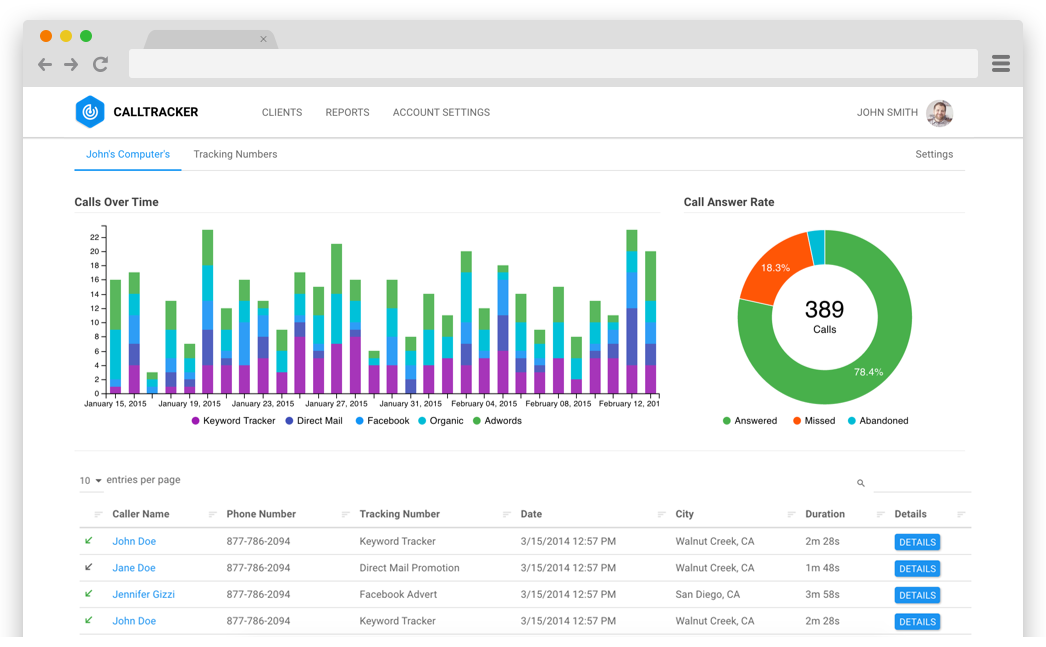 CALLTRACKER CLIENTS REPORTS ACCOUNT SETTINGS JOHN SMITH
John's Computer's Tracking Numbers Settings
Calls Over Time
22
20
18
16
14
12
10
8
6
4
2
0
January 15, 2015 January 19, 2015 January 23, 2015 January 27, 2015 January 31, 2015 February 04, 2015 February 08, 2015 February 12, 201
Keyword Tracker Direct Mail Facebook Organic Adwords
Call Answer Rate
18.3%
389
Calls
78.4%
Answered Missed Abandoned
10 entries per page
Caller Name Phone Number Tracking Number Date City Duration Details
John Doe 877-786-2094 Keyword Tracker 3/15/2014 12:57 PM Walnut Creek, CA 2m 28s DETAILS
Jane Doe 877-786-2094 Direct Mail Promotion 3/15/2014 12:57 PM Walnut Creek, CA 1m 48s DETAILS
Jennifer Gizzi 877-786-2094 Facebook Advert 3/15/2014 12:57 PM San Diego, CA 3m 58s DETAILS
John Doe 877-786-2094 Keyword Tracker 3/15/2014 12:57 PM Walnut Creek, CA 2m 28s DETAILS